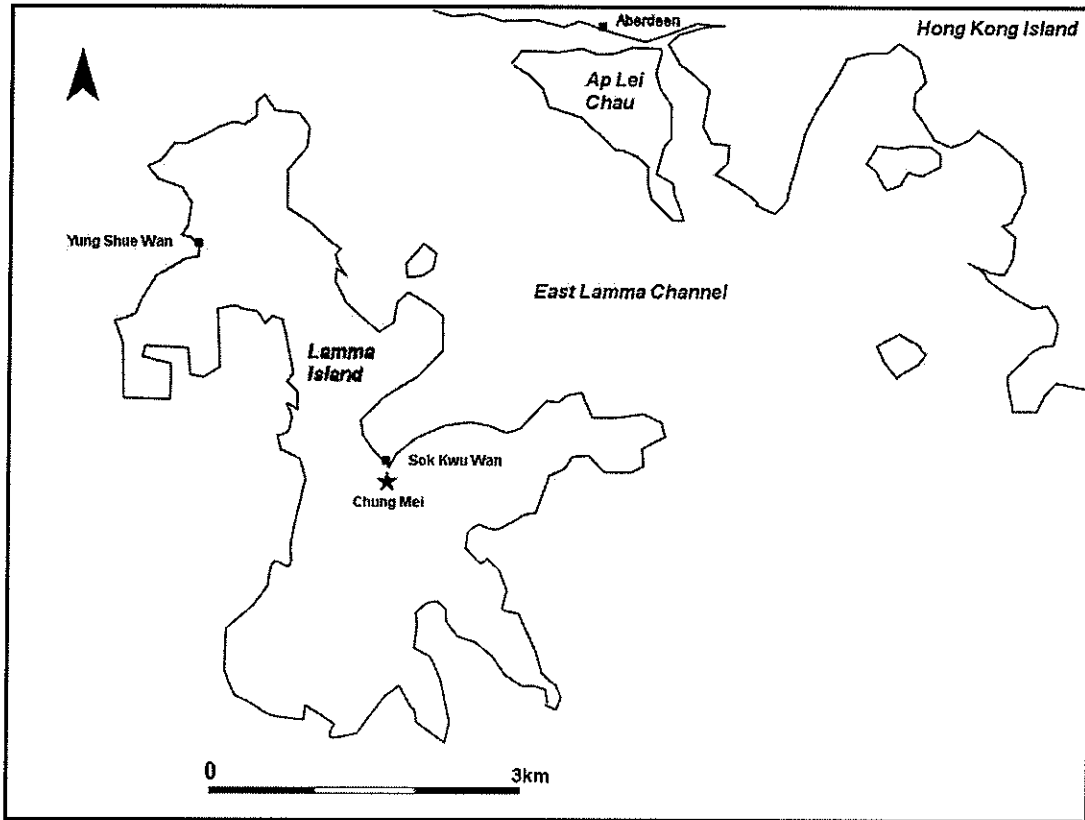 Aberdeen
Hong Kong Island
Ap Lei
Chau
Yung Shue Wan
East Lamma Channel
Lamma
Island
Sok Kwu Wan
Chung Mei
0 3km